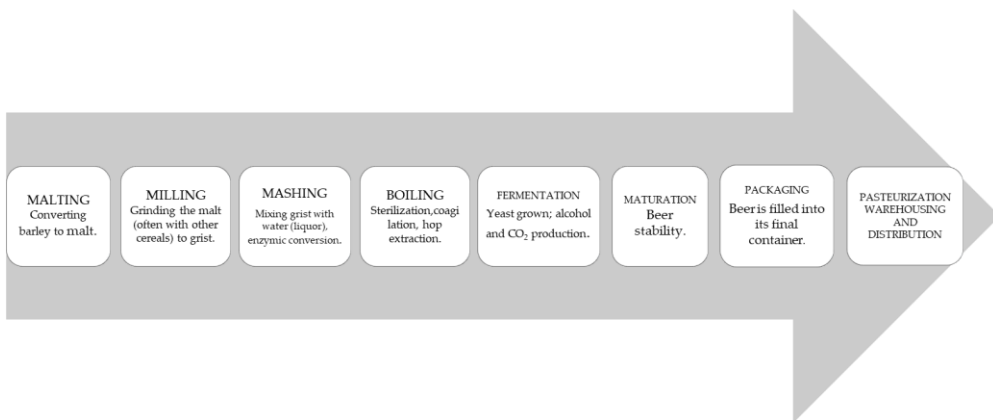 MALTING
Converting
barley to malt.
MILLING
Grinding the malt
(often with other
cereals) to grist.
MASHING
Mixing grist with
water (liquor),
enzymic conversion.
BOILING
Sterilization,coagi
lation, hop
extraction.
FERMENTATION
Yeast grown; alcohol
and CO₂ production.
MATURATION
Beer
stability.
PACKAGING
Beer is filled into
its final
container.
PASTEURIZATION
WAREHOUSING
AND
DISTRIBUTION